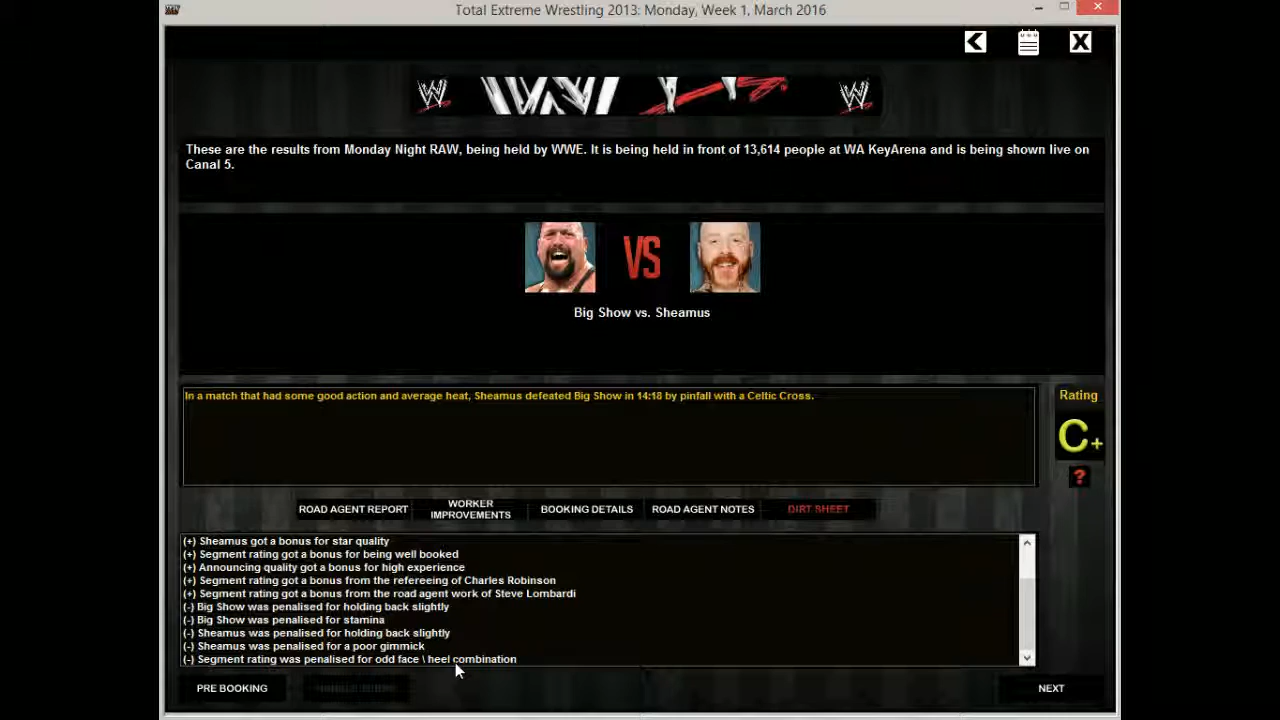 Total Extreme Wrestling 2013: Monday, Week 1, March 2016
These are the results from Monday Night RAW, being held by WWE. It is being held in front of 13,614 people at WA KeyArena and is being shown live on
Canal 5.
VS
Big Show vs. Sheamus
In a match that had some good action and average heat, Sheamus defeated Big Show in 14:18 by pinfall with a Celtic Cross.
Rating
C+
?
ROAD AGENT REPORT
WORKER
IMPROVEMENTS
BOOKING DETAILS
ROAD AGENT NOTES
DIRT SHEET
(+) Sheamus got a bonus for star quality
(+) Segment rating got a bonus for being well booked
(+) Announcing quality got a bonus for high experience
(+) Segment rating got a bonus from the refereeing of Charles Robinson
(+) Segment rating got a bonus from the road agent work of Steve Lombardi
(-) Big Show was penalised for holding back slightly
(-) Big Show was penalised for stamina
(-) Sheamus was penalised for holding back slightly
(-) Sheamus was penalised for a poor gimmick
(-) Segment rating was penalised for odd face \ heel combination
PRE BOOKING
NEXT